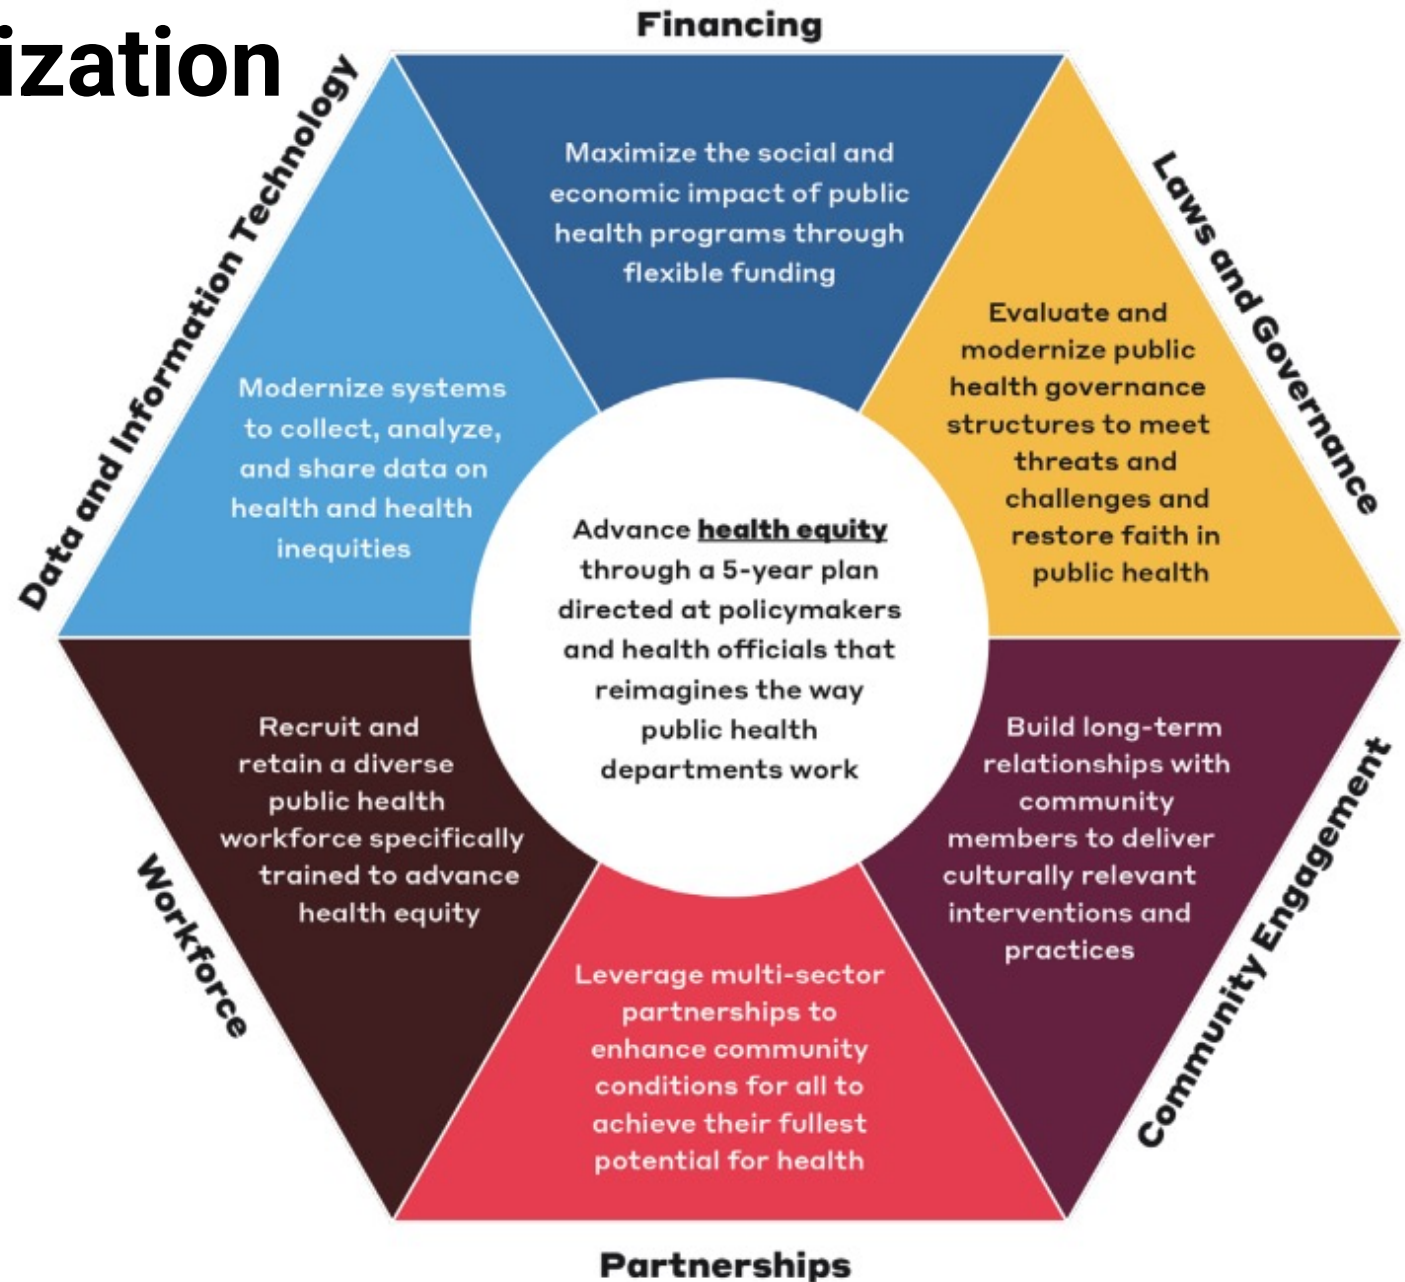 ization
Financing
Maximize the social and
economic impact of public
health programs through
flexible funding
Laws and Governance
Evaluate and
modernize public
health governance
structures to meet
threats and
challenges and
restore faith in
public health
Community Engagement
Build long-term
relationships with
community
members to deliver
culturally relevant
interventions and
practices
Partnerships
Leverage multi-sector
partnerships to
enhance community
conditions for all to
achieve their fullest
potential for health
Workforce
Recruit and
retain a diverse
public health
workforce specifically
trained to advance
health equity
Data and Information Technology
Modernize systems
to collect, analyze,
and share data on
health and health
inequities
Advance health equity
through a 5-year plan
directed at policymakers
and health officials that
reimagines the way
public health
departments work